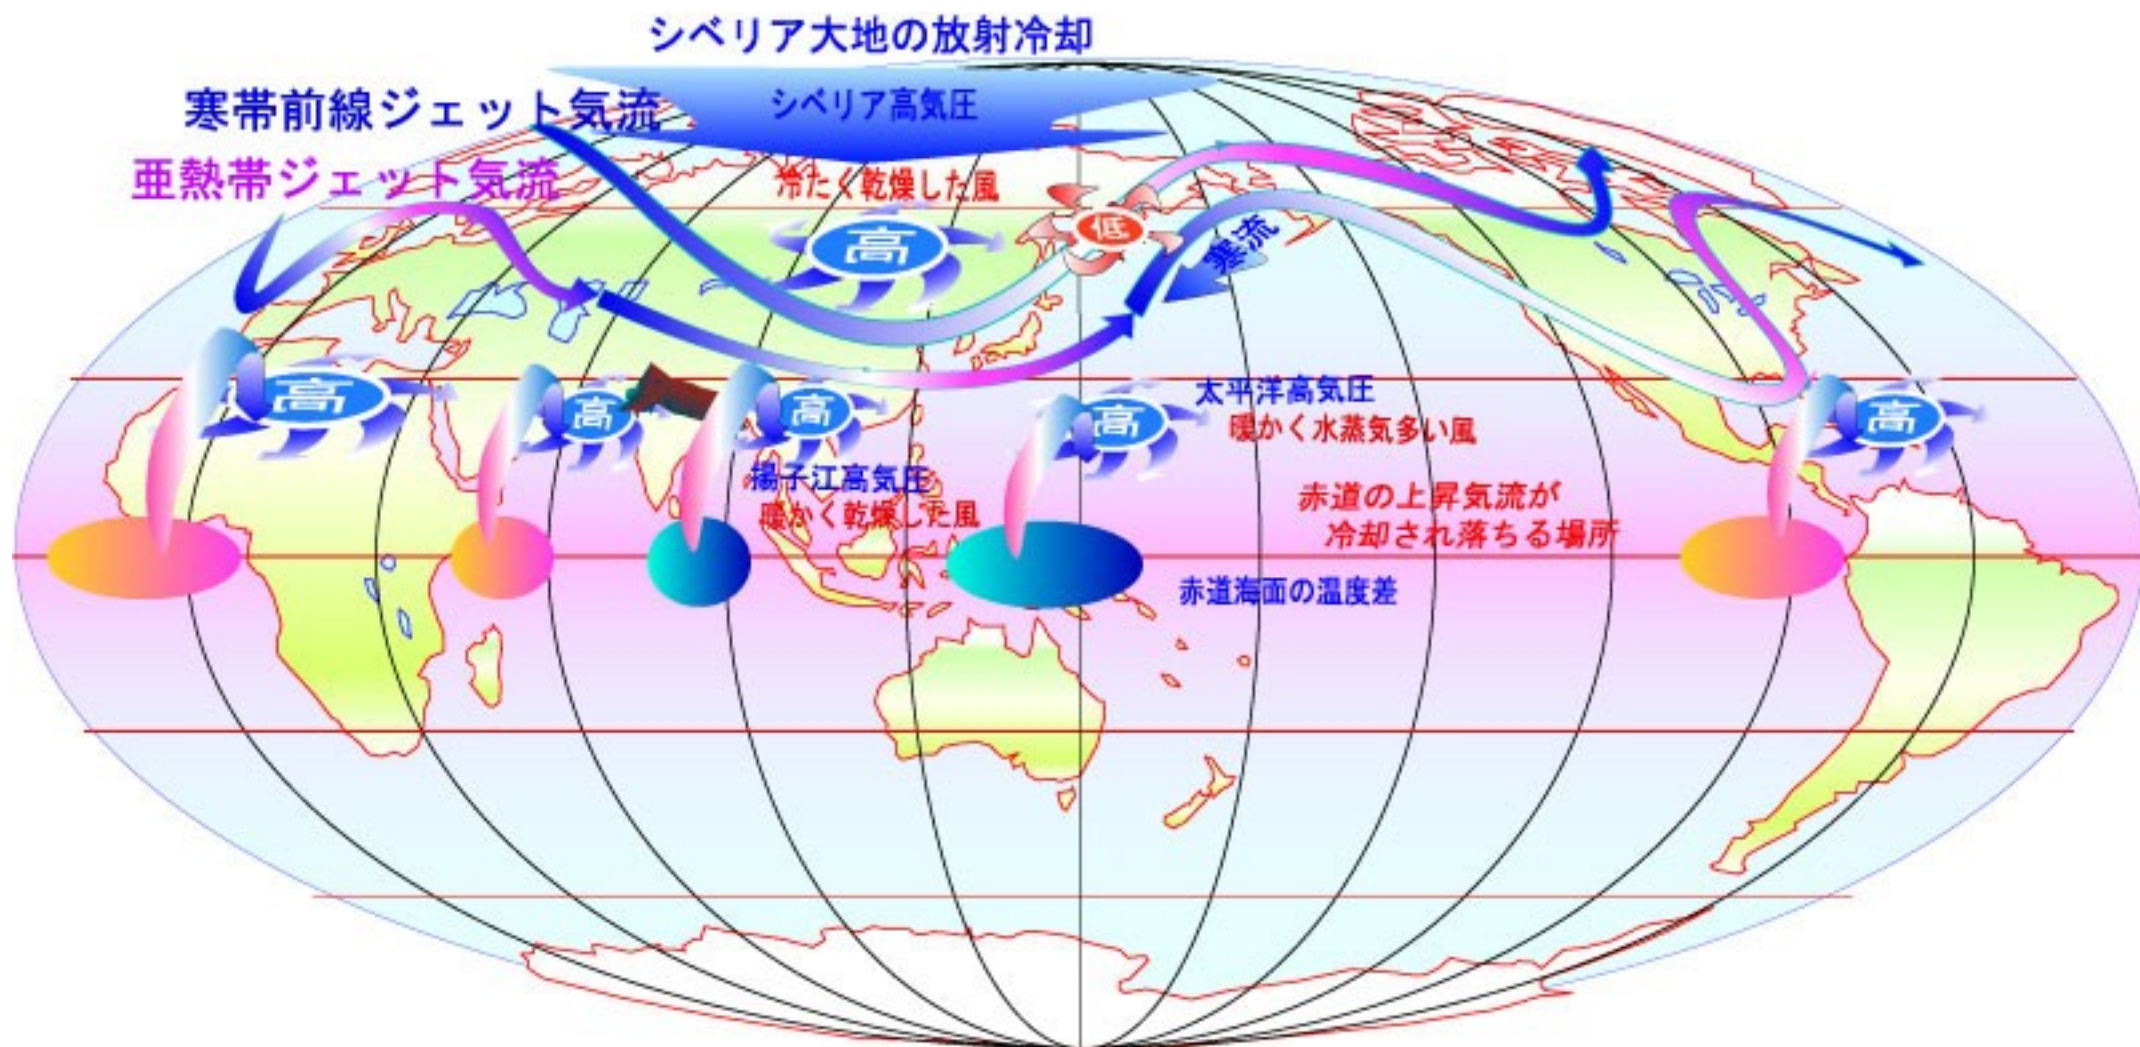 シベリア大地の放射冷却
シベリア高気圧
寒帯前線ジェット気流
亜熱帯ジェット気流
冷たく乾燥した風
高
低
寒流
高
高
高
高
高
太平洋高気圧
暖かく水蒸気多い風
揚子江高気圧
暖かく乾燥した風
赤道の上昇気流が
冷却され落ちる場所
赤道海面の温度差